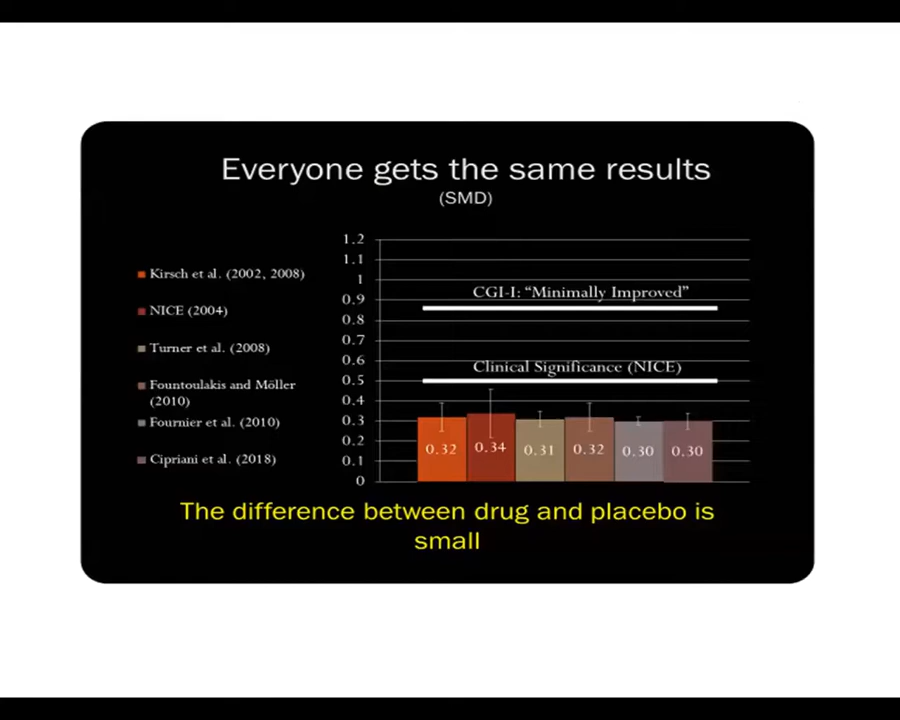 Everyone gets the same results
(SMD)
Kirsch et al. (2002, 2008)
NICE (2004)
Turner et al. (2008)
Fountoulakis and Möller
(2010)
Fournier et al. (2010)
Cipriani et al. (2018)
1.2
1.1
1
0.9
0.8
0.7
0.6
0.5
0.4
0.3
0.2
0.1
0
CGI-I: “Minimally Improved”
Clinical Significance (NICE)
0.32
0.34
0.31
0.32
0.30
0.30
The difference between drug and placebo is
small